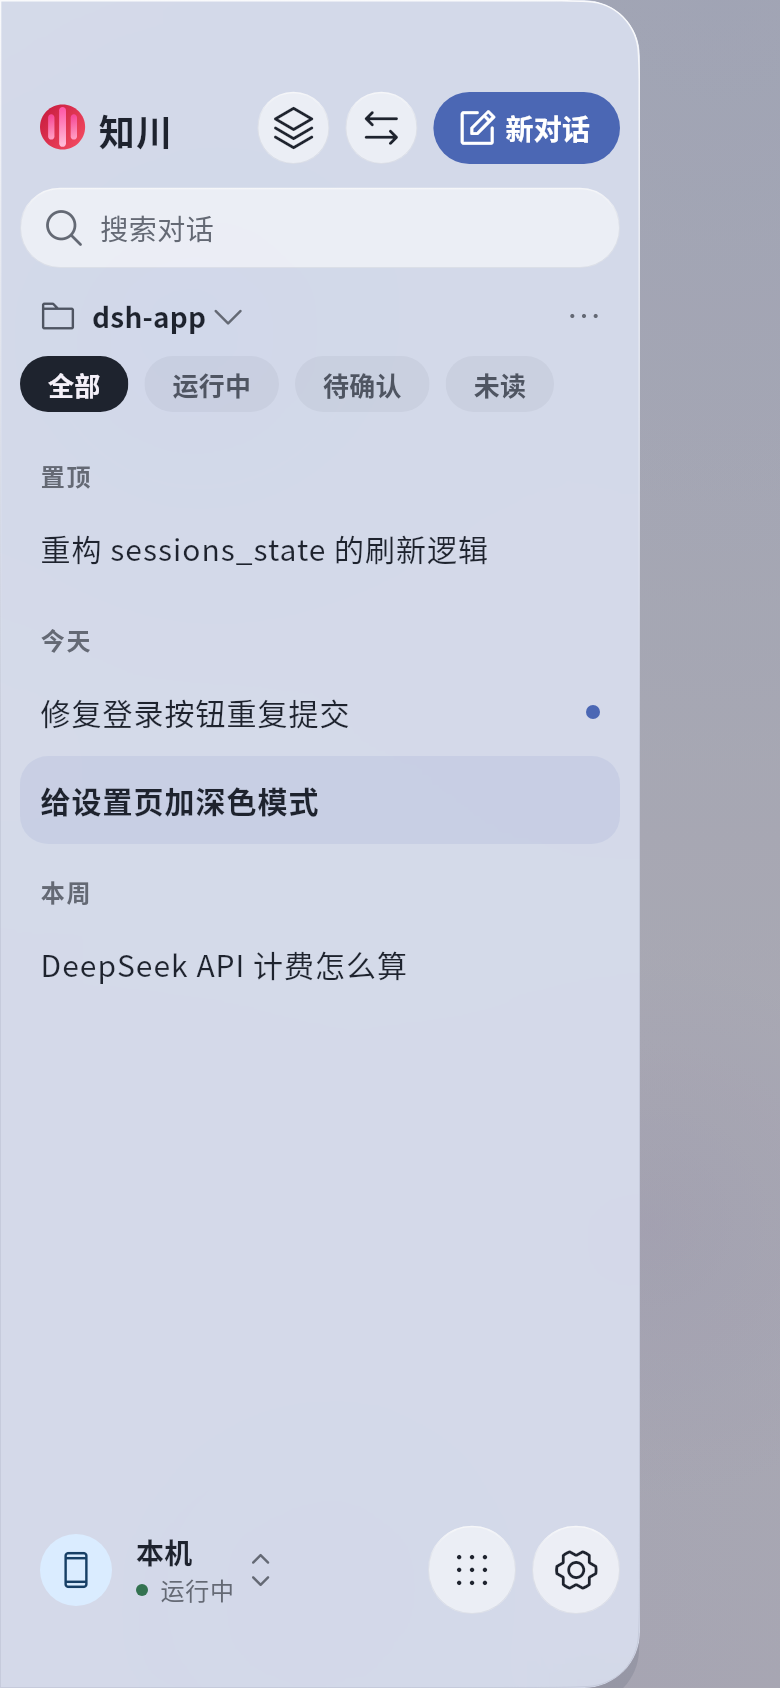 知川
新对话
搜索对话
dsh-app
全部 运行中 待确认 未读
置顶
重构 sessions_state 的刷新逻辑
今天
修复登录按钮重复提交
给设置页加深色模式
本周
DeepSeek API 计费怎么算
本机
运行中